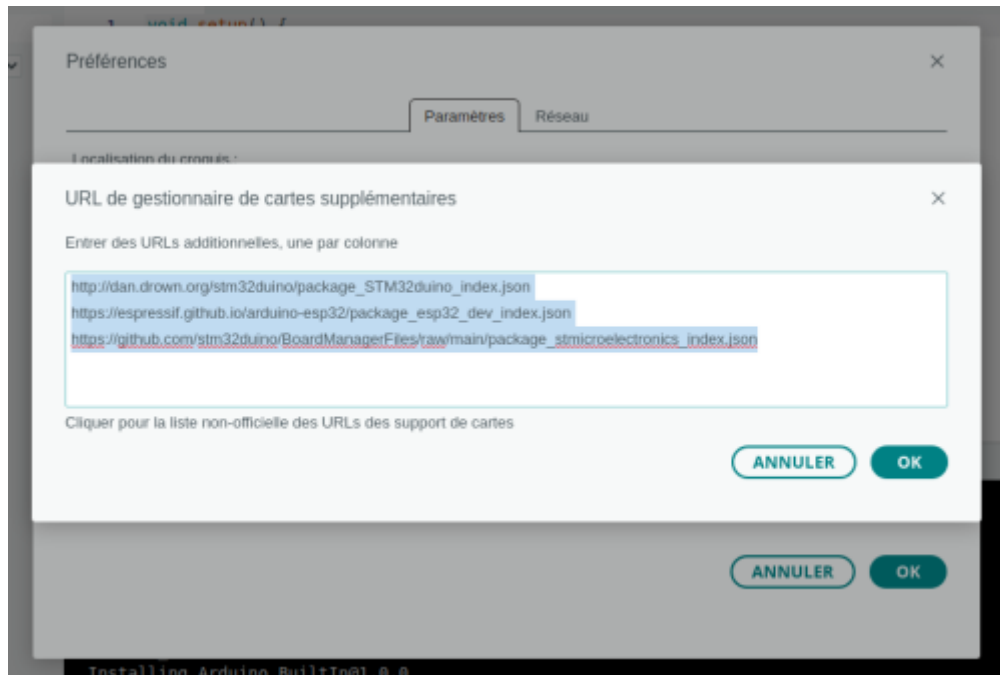 1 void setup() {
Préférences
Paramètres Réseau
Localisation du croquis :
URL de gestionnaire de cartes supplémentaires
Entrer des URLs additionnelles, une par colonne
http://dan.drown.org/stm32duino/package_STM32duino_index.json
https://espressif.github.io/arduino-esp32/package_esp32_dev_index.json
https://github.com/stm32duino/BoardManagerFiles/raw/main/package_stmicroelectronics_index.json
Cliquer pour la liste non-officielle des URLs des support de cartes
ANNULER OK
ANNULER OK
Installing Arduino_BuiltIn@1.0.0